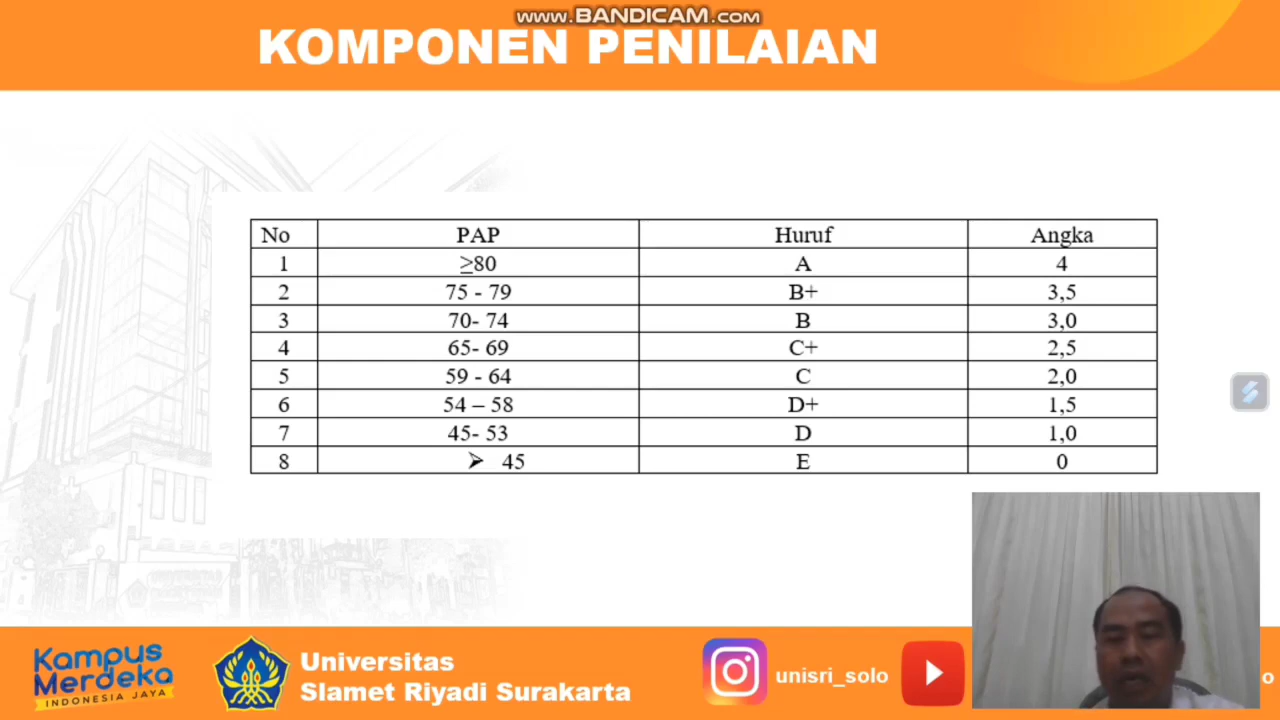 www.BANDICAM.com
KOMPONEN PENILAIAN
No PAP Huruf Angka
1 ≥80 A 4
2 75 - 79 B+ 3,5
3 70- 74 B 3,0
4 65- 69 C+ 2,5
5 59 - 64 C 2,0
6 54 – 58 D+ 1,5
7 45- 53 D 1,0
8 ➢ 45 E 0
Kampus
Merdeka
INDONESIA JAYA
Universitas
Slamet Riyadi Surakarta
unisri_solo